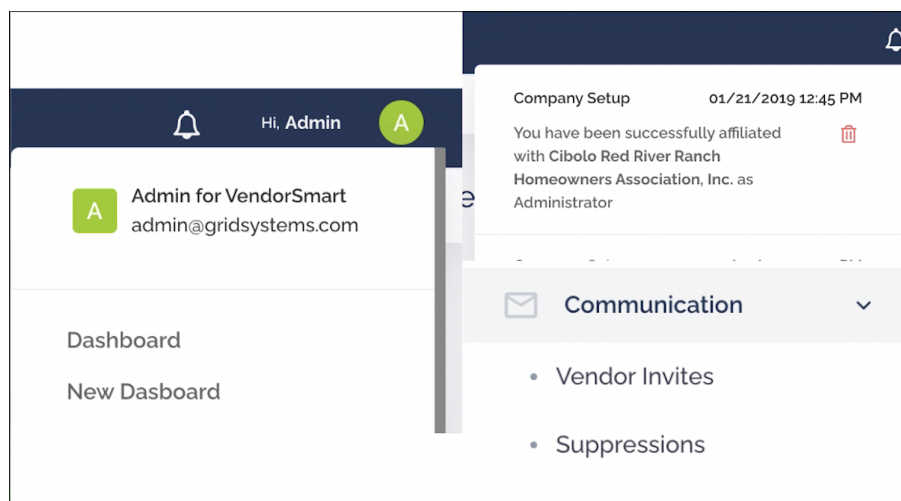 Hi, Admin
A
A
Admin for VendorSmart
admin@gridsystems.com
Dashboard
New Dasboard
Company Setup 01/21/2019 12:45 PM
You have been successfully affiliated
with Cibolo Red River Ranch
Homeowners Association, Inc. as
Administrator
Communication
Vendor Invites
Suppressions